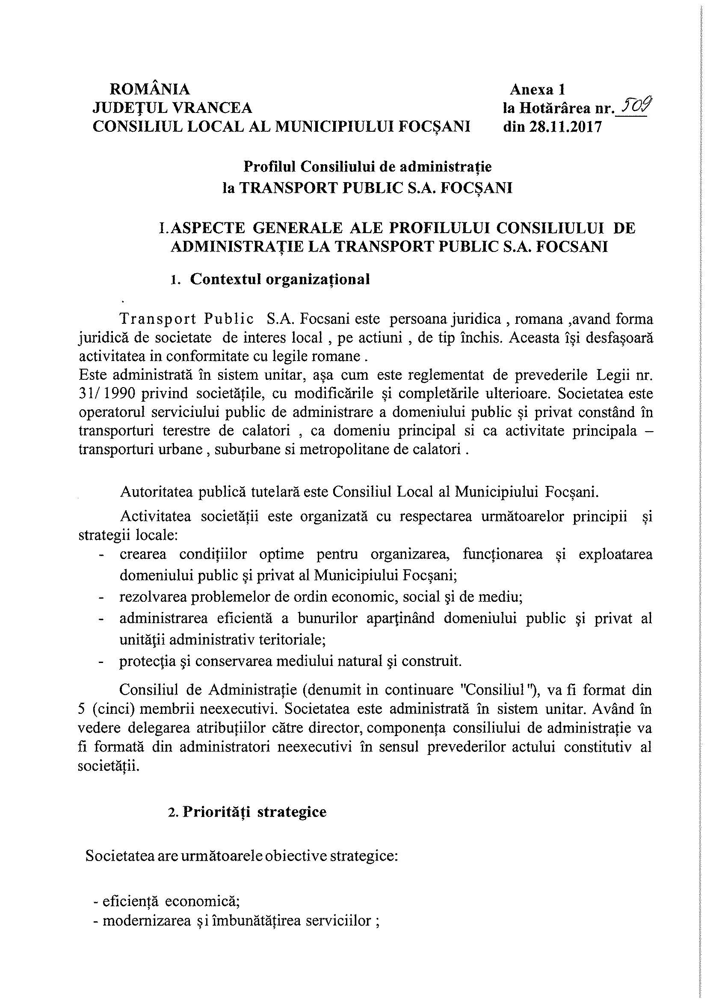 ROMÂNIA
JUDEȚUL VRANCEA
CONSILIUL LOCAL AL MUNICIPIULUI FOCȘANI
Anexa 1
la Hotărârea nr. 509
din 28.11.2017
Profilul Consiliului de administrație
la TRANSPORT PUBLIC S.A. FOCȘANI
I.ASPECTE GENERALE ALE PROFILULUI CONSILIULUI DE
ADMINISTRAȚIE LA TRANSPORT PUBLIC S.A. FOCSANI
1. Contextul organizațional
Transport Public S.A. Focsani este persoana juridica , romana ,avand forma
juridică de societate de interes local , pe actiuni , de tip închis. Aceasta își desfașoară
activitatea in conformitate cu legile romane .
Este administrată în sistem unitar, așa cum este reglementat de prevederile Legii nr.
31/ 1990 privind societățile, cu modificările și completările ulterioare. Societatea este
operatorul serviciului public de administrare a domeniului public și privat constând în
transporturi terestre de calatori , ca domeniu principal si ca activitate principala –
transporturi urbane , suburbane si metropolitane de calatori .
Autoritatea publică tutelară este Consiliul Local al Municipiului Focșani.
Activitatea societății este organizată cu respectarea următoarelor principii și
strategii locale:
- crearea condițiilor optime pentru organizarea, funcționarea și exploatarea
domeniului public și privat al Municipiului Focșani;
- rezolvarea problemelor de ordin economic, social şi de mediu;
- administrarea eficientă a bunurilor aparţinând domeniului public şi privat al
unităţii administrativ teritoriale;
- protecţia şi conservarea mediului natural şi construit.
Consiliul de Administrație (denumit in continuare "Consiliul"), va fi format din
5 (cinci) membrii neexecutivi. Societatea este administrată în sistem unitar. Având în
vedere delegarea atribuțiilor către director, componența consiliului de administrație va
fi formată din administratori neexecutivi în sensul prevederilor actului constitutiv al
societății.
2. Priorități strategice
Societatea are următoarele obiective strategice:
- eficiență economică;
- modernizarea și îmbunătățirea serviciilor ;